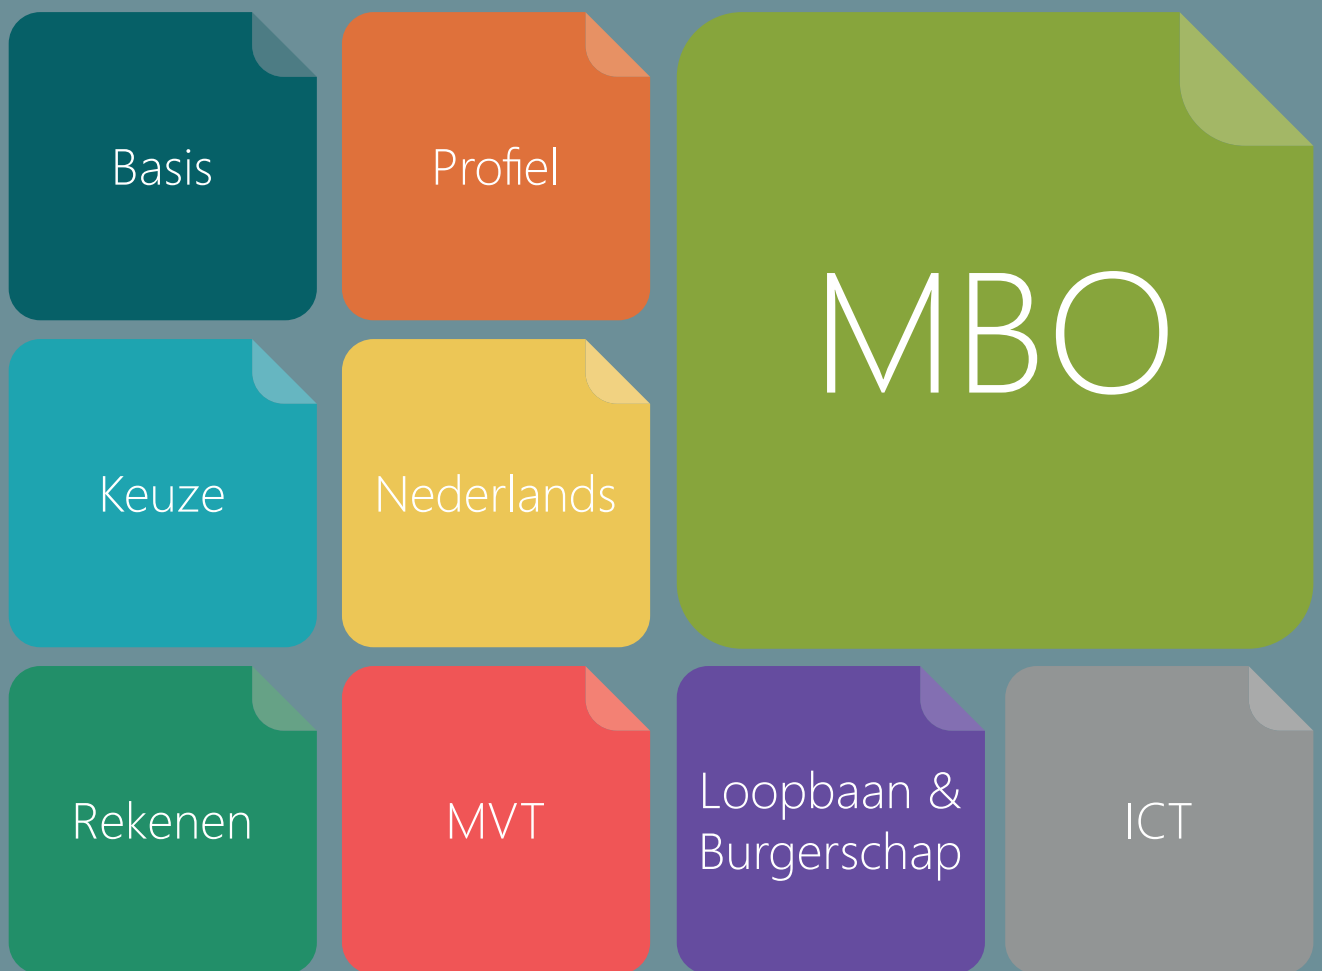 Basis
Profiel
MBO
Keuze
Nederlands
Rekenen
MVT
Loopbaan &
Burgerschap
ICT